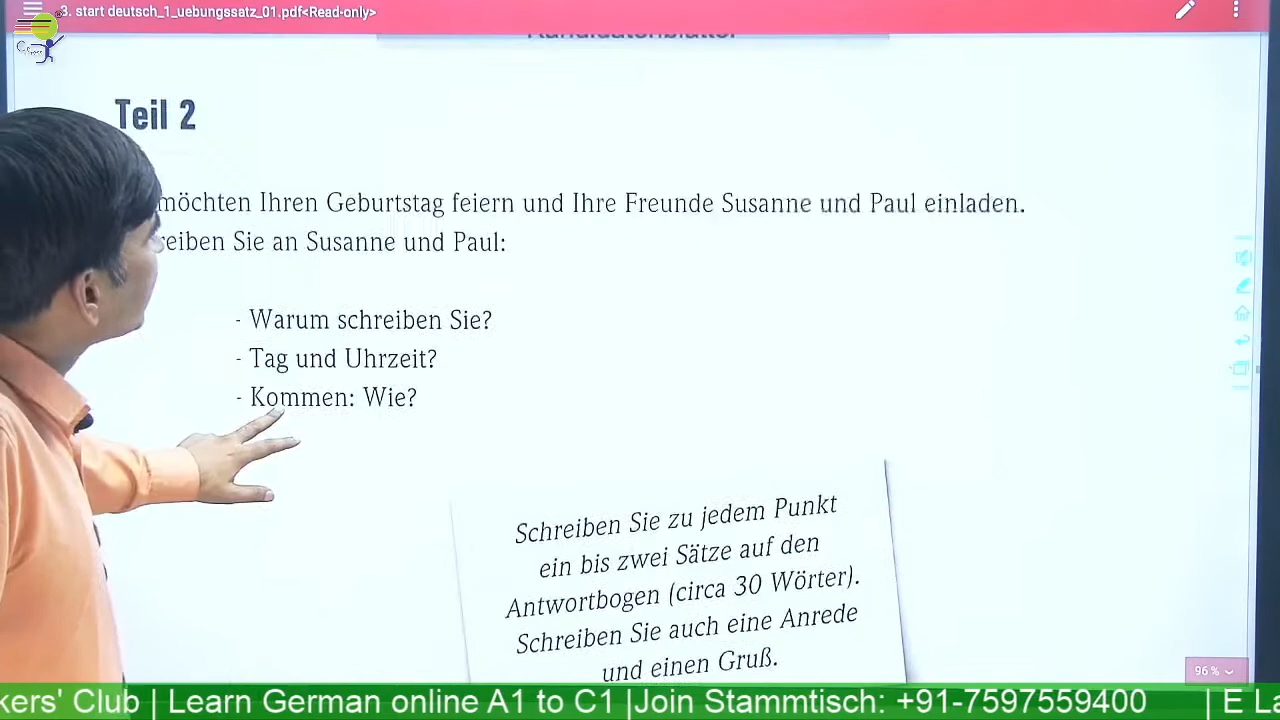 3. start deutsch_1_uebungssatz_01.pdf<Read-only>
Kandidatenblätter
Teil 2
möchten Ihren Geburtstag feiern und Ihre Freunde Susanne und Paul einladen.
reiben Sie an Susanne und Paul:
- Warum schreiben Sie?
- Tag und Uhrzeit?
- Kommen: Wie?
Schreiben Sie zu jedem Punkt
ein bis zwei Sätze auf den
Antwortbogen (circa 30 Wörter).
Schreiben Sie auch eine Anrede
und einen Gruß.
96%
kers' Club | Learn German online A1 to C1 |Join Stammtisch: +91-7597559400 | E La